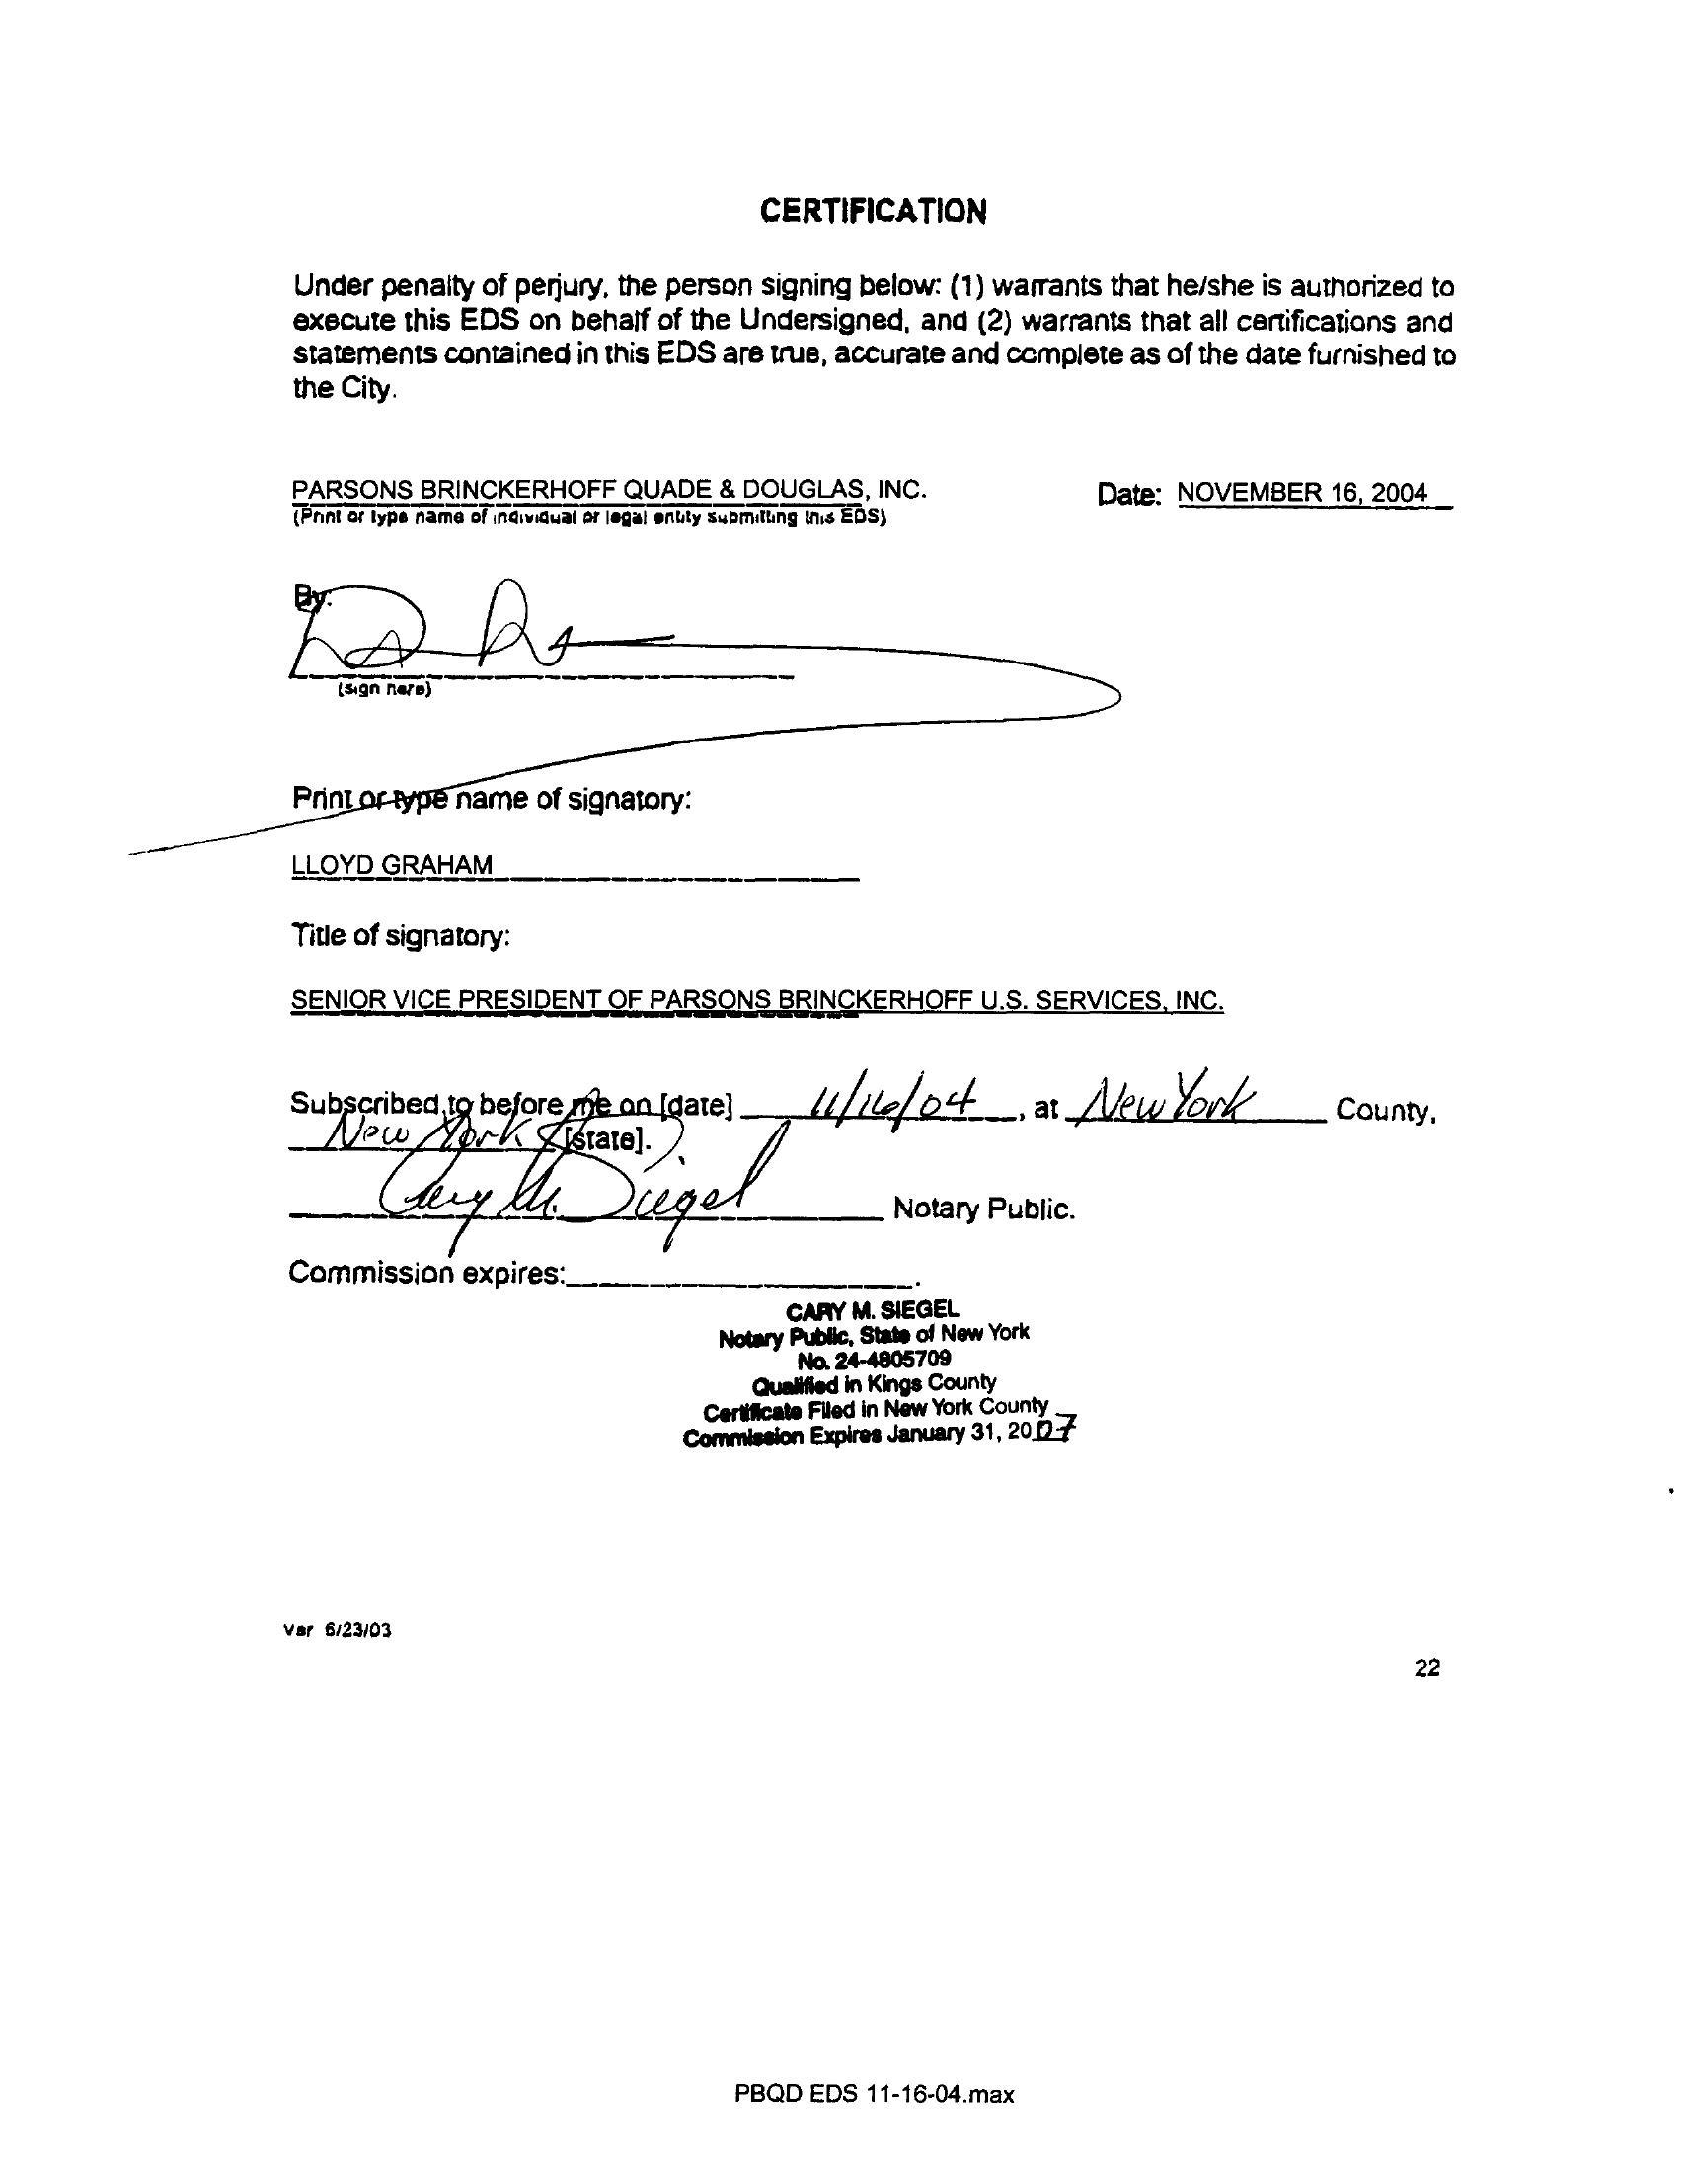 CERTIFICATION
Under penalty of perjury, the person signing below: (1) warrants that he/she is authorized to
execute this EDS on behalf of the Undersigned, and (2) warrants that all certifications and
statements contained in this EDS are true, accurate and complete as of the date furnished to
the City.
PARSONS BRINCKERHOFF QUADE & DOUGLAS, INC. Date: NOVEMBER 16, 2004
(Print or type name of individual or legal entity submitting this EDS)
By:
(sign here)
Print or type name of signatory:
LLOYD GRAHAM
Title of signatory:
SENIOR VICE PRESIDENT OF PARSONS BRINCKERHOFF U.S. SERVICES, INC.
Subscribed to before me on [date] 11/16/04, at New York County,
New York [state].
Cary M. Siegel Notary Public.
Commission expires: .
CARY M. SIEGEL
Notary Public, State of New York
No. 24-4805709
Qualified in Kings County
Certificate Filed in New York County
Commission Expires January 31, 2007
Ver 6/23/03
22
PBQD EDS 11-16-04.max